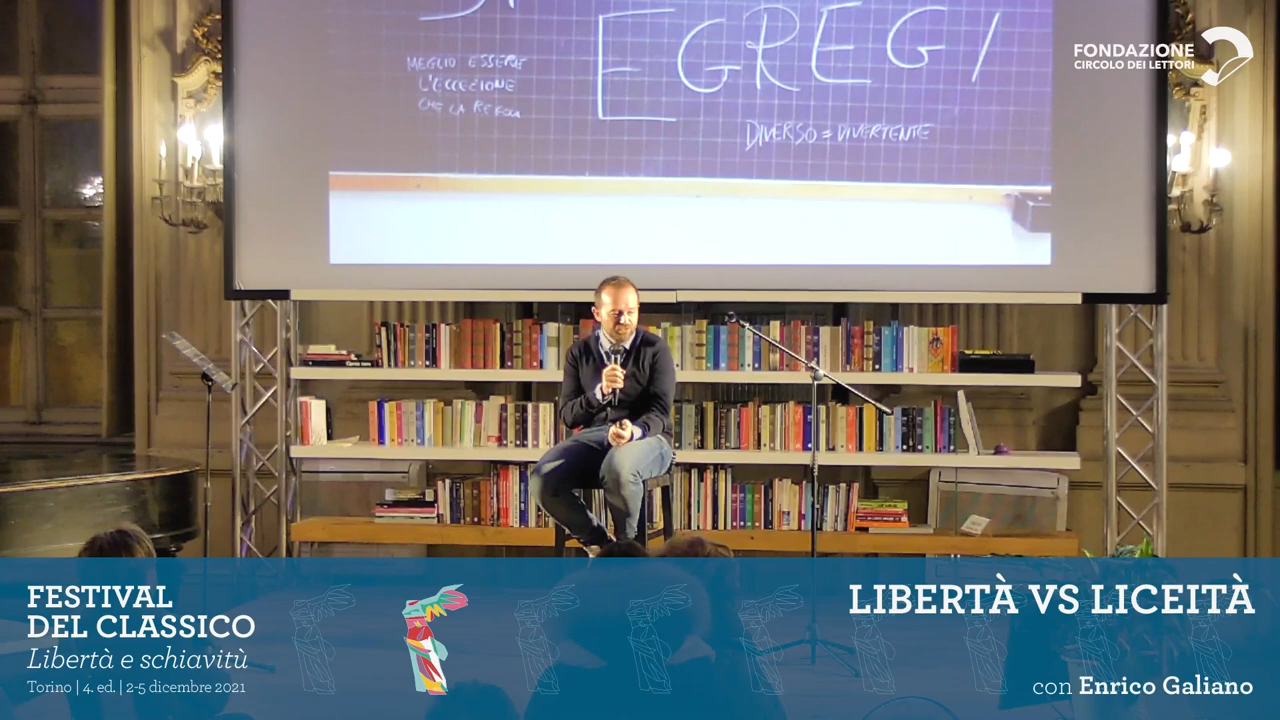 EGREGI
MEGLIO ESSERE
L'ECCEZIONE
CHE LA REGOLA
DIVERSO = DIVERTENTE
FONDAZIONE
CIRCOLO DEI LETTORI
FESTIVAL
DEL CLASSICO
Libertà e schiavitù
Torino | 4. ed. | 2-5 dicembre 2021
LIBERTÀ VS LICEITÀ
con Enrico Galiano